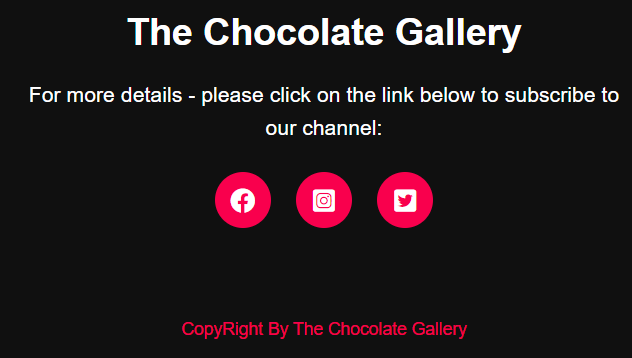 The Chocolate Gallery
For more details - please click on the link below to subscribe to
our channel:
CopyRight By The Chocolate Gallery